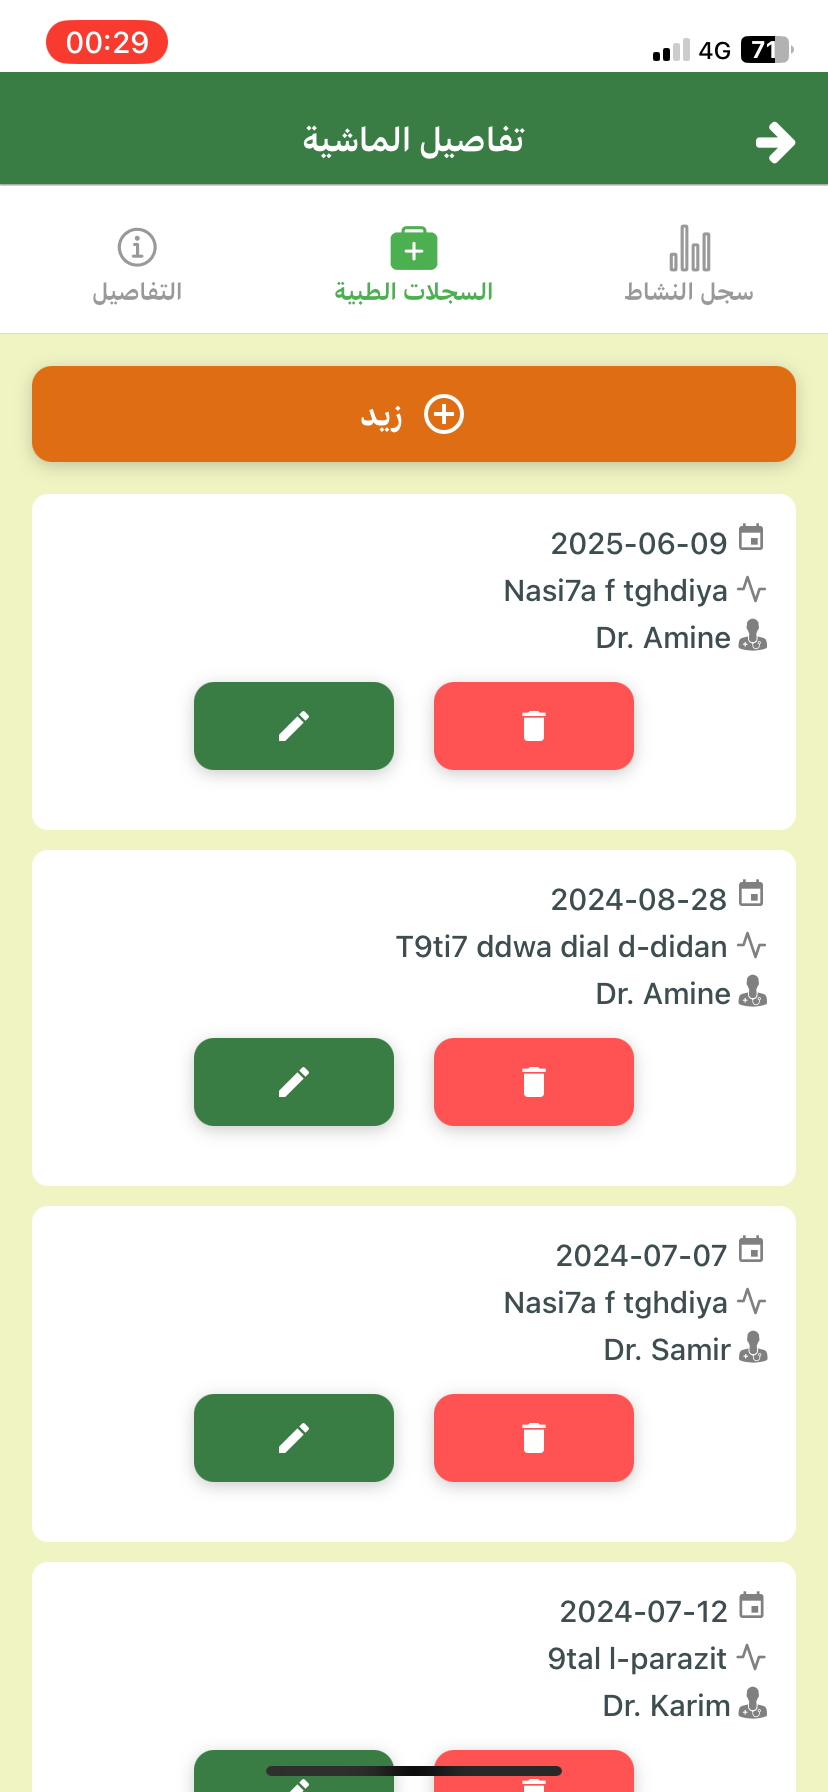 00:29
4G
71
تفاصيل الماشية
سجل النشاط
السجلات الطبية
التفاصيل
زيد
2025-06-09
Nasi7a f tghdiya
Dr. Amine
2024-08-28
T9ti7 ddwa dial d-didan
Dr. Amine
2024-07-07
Nasi7a f tghdiya
Dr. Samir
2024-07-12
9tal l-parazit
Dr. Karim